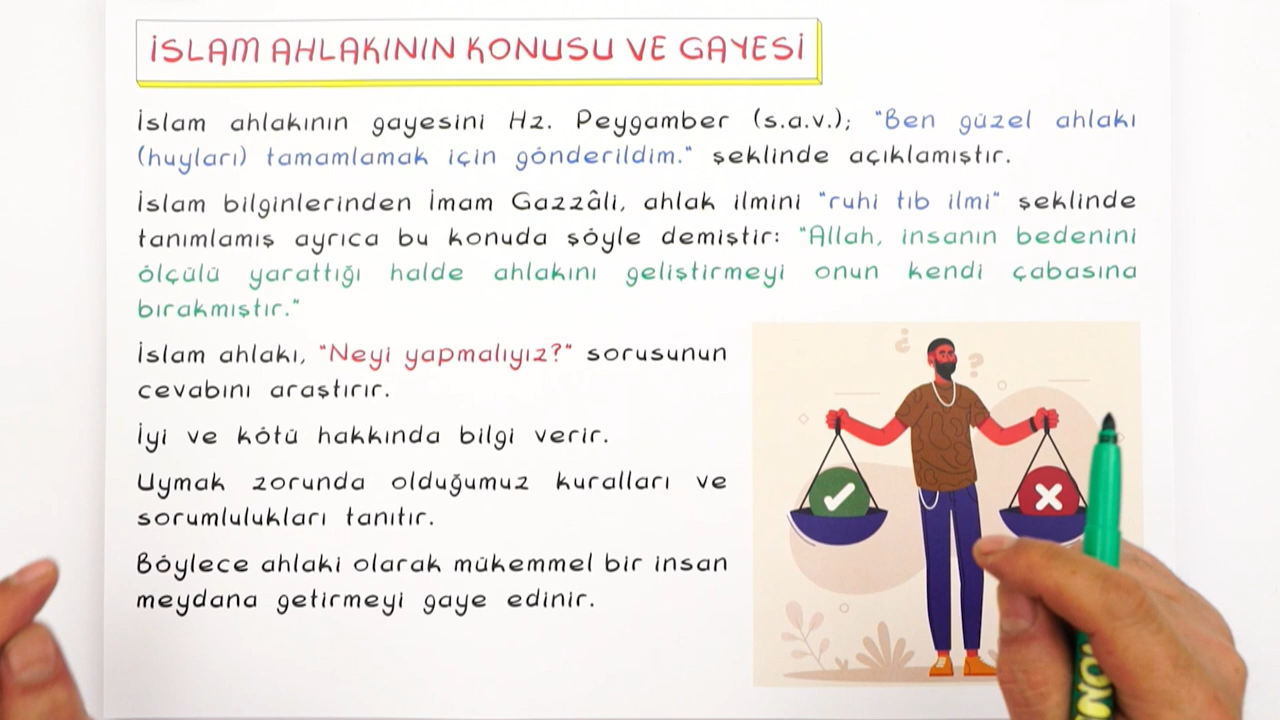 İSLAM AHLAKININ KONUSU VE GAYESİ
İslam ahlakının gayesini Hz. Peygamber (s.a.v.); "Ben güzel ahlakı
(huyları) tamamlamak için gönderildim." şeklinde açıklamıştır.
İslam bilginlerinden İmam Gazzâli, ahlak ilmini "ruhi tıb ilmi" şeklinde
tanımlamış ayrıca bu konuda şöyle demiştir: "Allah, insanın bedenini
ölçülü yarattığı halde ahlakını geliştirmeyi onun kendi çabasına
bırakmıştır."
İslam ahlakı, "Neyi yapmalıyız?" sorusunun
cevabını araştırır.
İyi ve kötü hakkında bilgi verir.
Uymak zorunda olduğumuz kuralları ve
sorumlulukları tanıtır.
Böylece ahlaki olarak mükemmel bir insan
meydana getirmeyi gaye edinir.